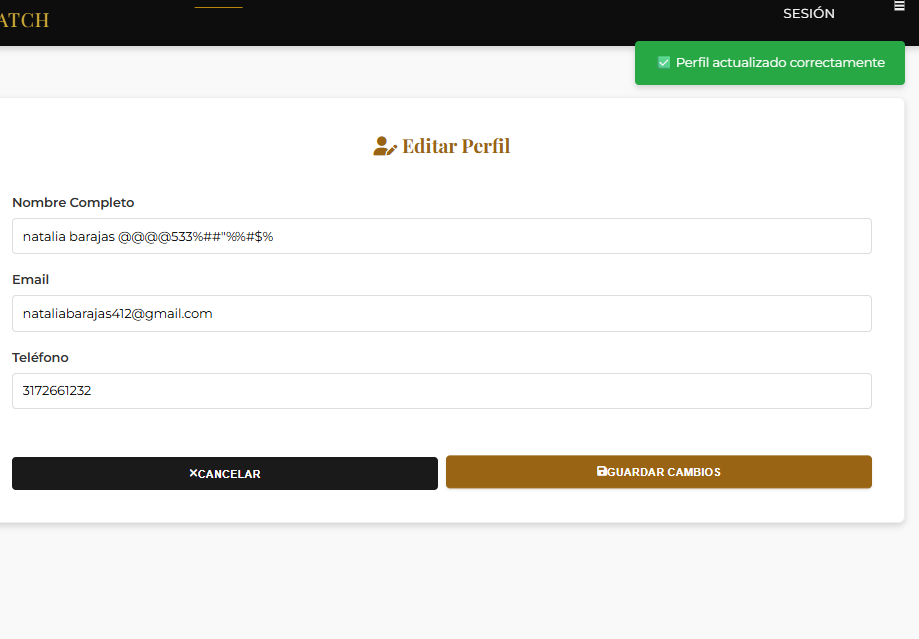 ATCH
SESIÓN
Perfil actualizado correctamente
Editar Perfil
Nombre Completo
natalia barajas @@@@533%##"%%#$%
Email
nataliabarajas412@gmail.com
Teléfono
3172661232
CANCELAR
GUARDAR CAMBIOS